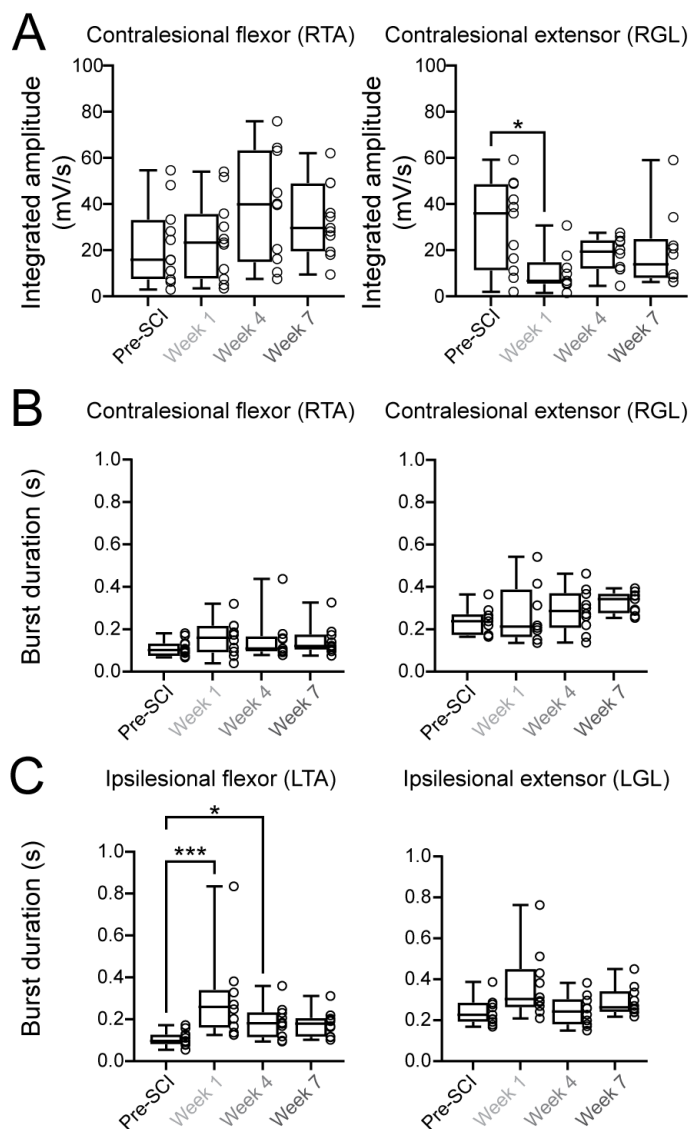 A
Contralesional flexor (RTA)
Contralesional extensor (RGL)
Integrated amplitude
(mV/s)
100
80
60
40
20
0
Pre-SCI
Week 1
Week 4
Week 7
Integrated amplitude
(mV/s)
100
80
60
40
20
0
*
Pre-SCI
Week 1
Week 4
Week 7
B
Contralesional flexor (RTA)
Contralesional extensor (RGL)
Burst duration (s)
1.0
0.8
0.6
0.4
0.2
0.0
Pre-SCI
Week 1
Week 4
Week 7
1.0
0.8
0.6
0.4
0.2
0.0
Pre-SCI
Week 1
Week 4
Week 7
C
Ipsilesional flexor (LTA)
Ipsilesional extensor (LGL)
Burst duration (s)
1.0
0.8
0.6
0.4
0.2
0.0
*
***
Pre-SCI
Week 1
Week 4
Week 7
1.0
0.8
0.6
0.4
0.2
0.0
Pre-SCI
Week 1
Week 4
Week 7